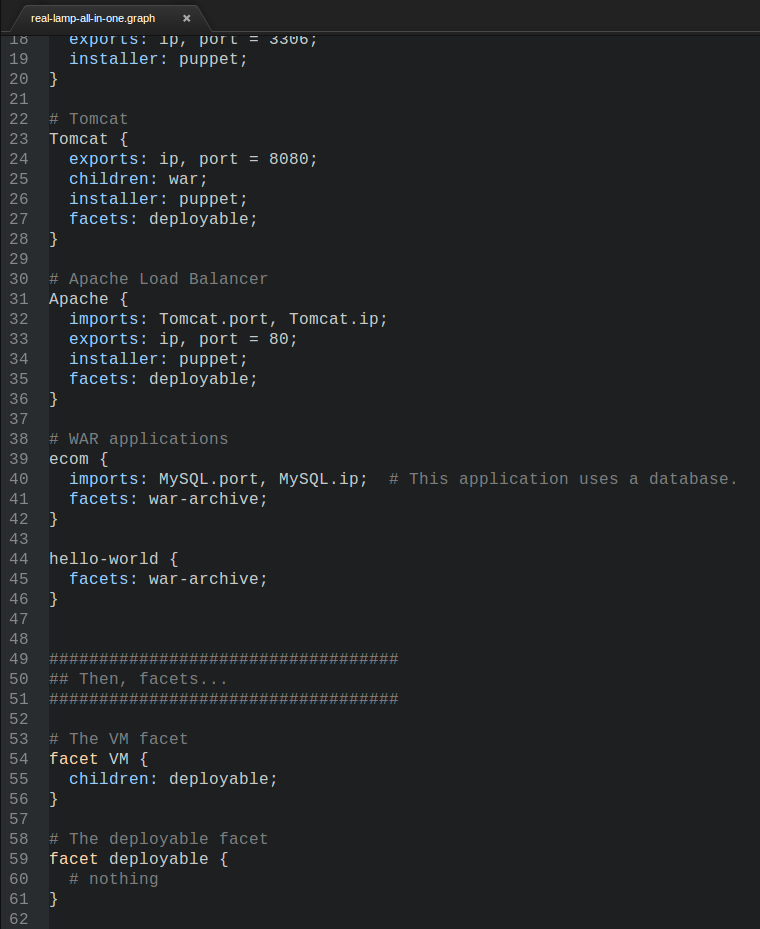 real-lamp-all-in-one.graph ×
18   exports: ip, port = 3306;
19   installer: puppet;
20 }
21
22 # Tomcat
23 Tomcat {
24   exports: ip, port = 8080;
25   children: war;
26   installer: puppet;
27   facets: deployable;
28 }
29
30 # Apache Load Balancer
31 Apache {
32   imports: Tomcat.port, Tomcat.ip;
33   exports: ip, port = 80;
34   installer: puppet;
35   facets: deployable;
36 }
37
38 # WAR applications
39 ecom {
40   imports: MySQL.port, MySQL.ip;  # This application uses a database.
41   facets: war-archive;
42 }
43
44 hello-world {
45   facets: war-archive;
46 }
47
48
49 ###################################
50 ## Then, facets...
51 ###################################
52
53 # The VM facet
54 facet VM {
55   children: deployable;
56 }
57
58 # The deployable facet
59 facet deployable {
60   # nothing
61 }
62